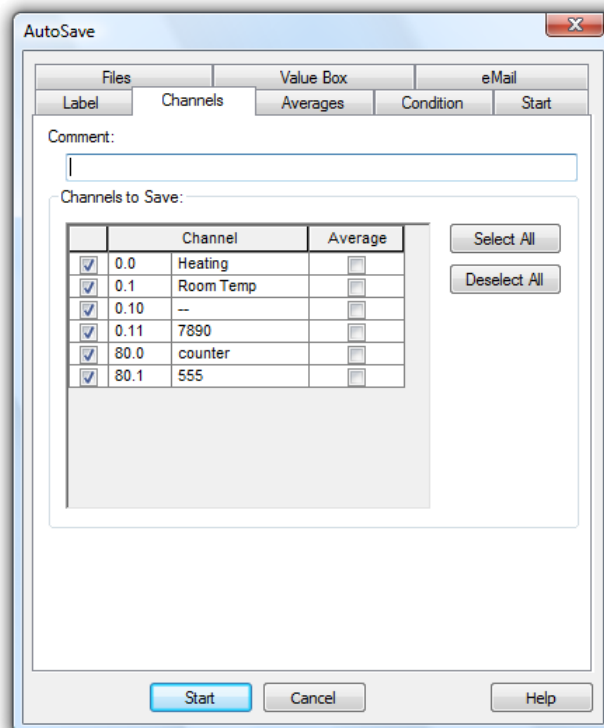 AutoSave
Files Value Box eMail
Label Channels Averages Condition Start
Comment:
Channels to Save:
Channel Average
0.0 Heating
0.1 Room Temp
0.10 --
0.11 7890
80.0 counter
80.1 555
Select All
Deselect All
Start Cancel Help